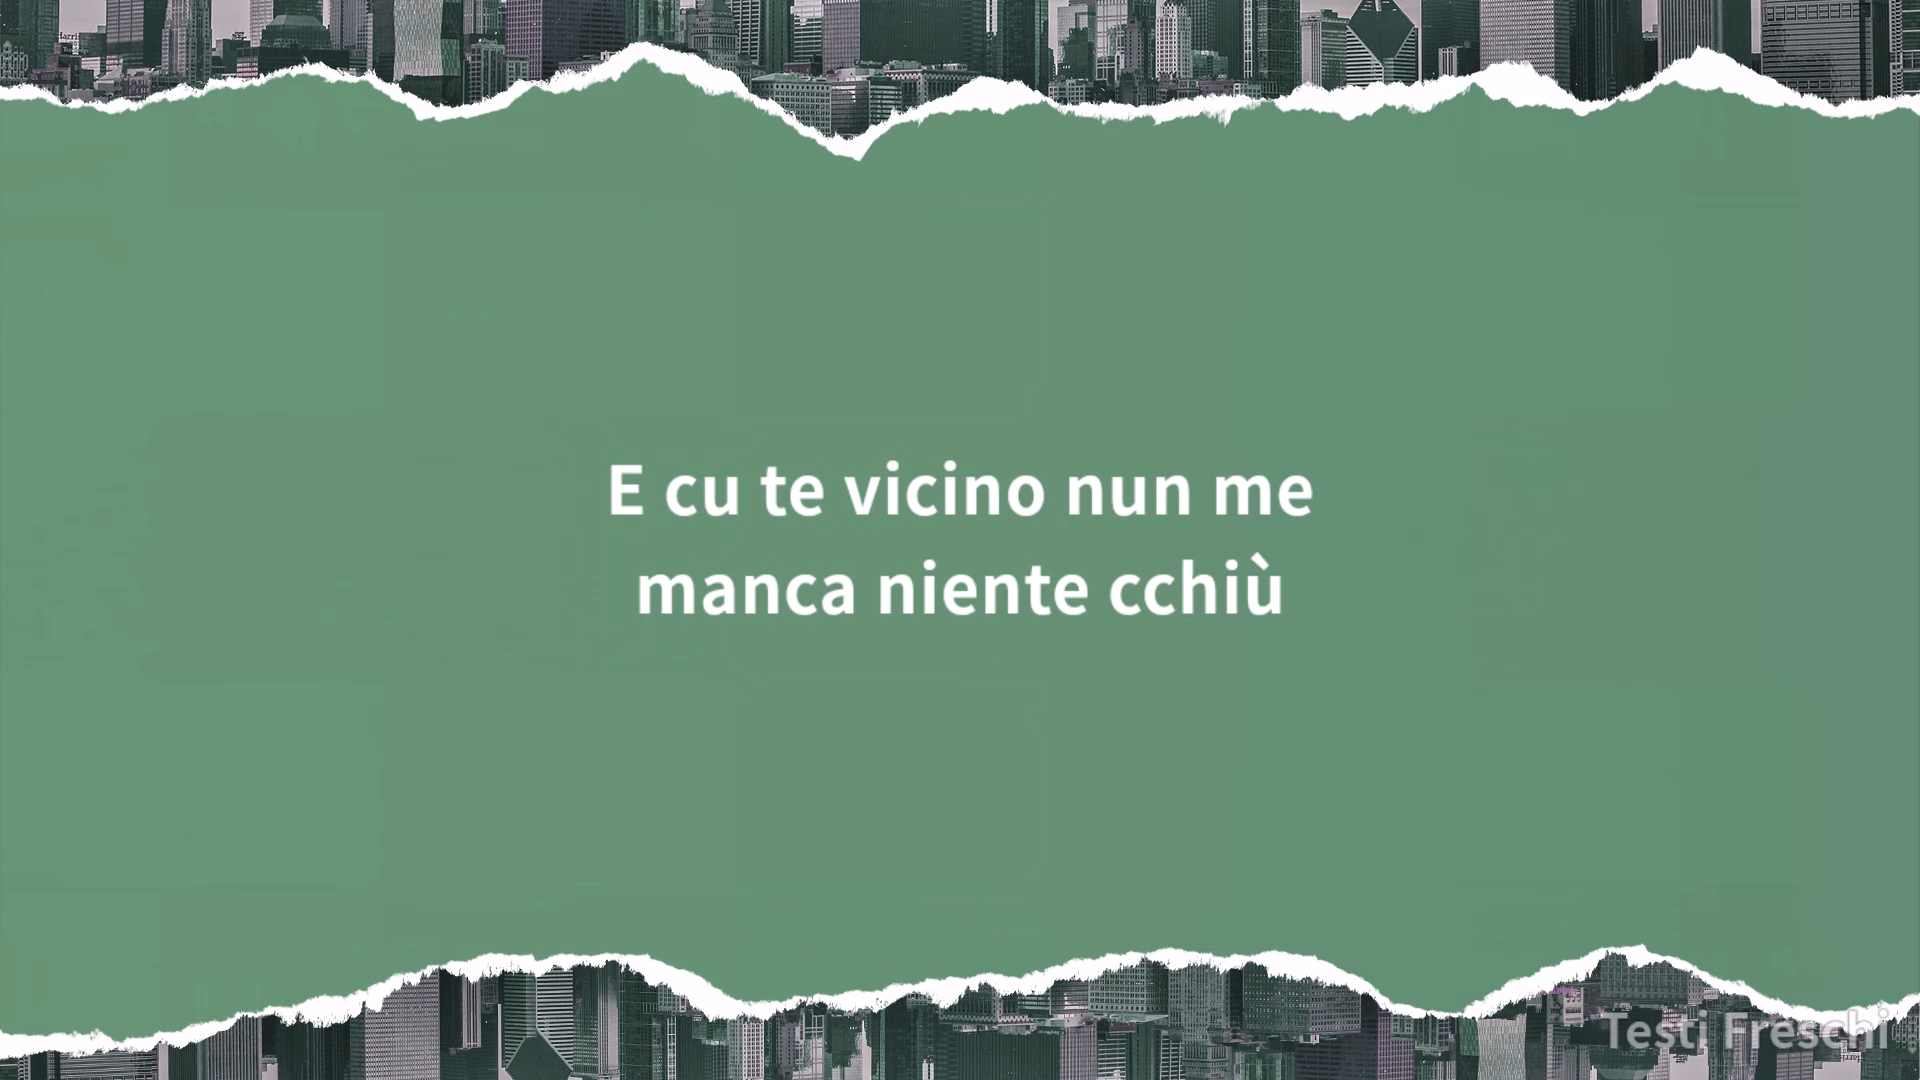 E cu te vicino nun me
manca niente cchiù
Testi Freschi